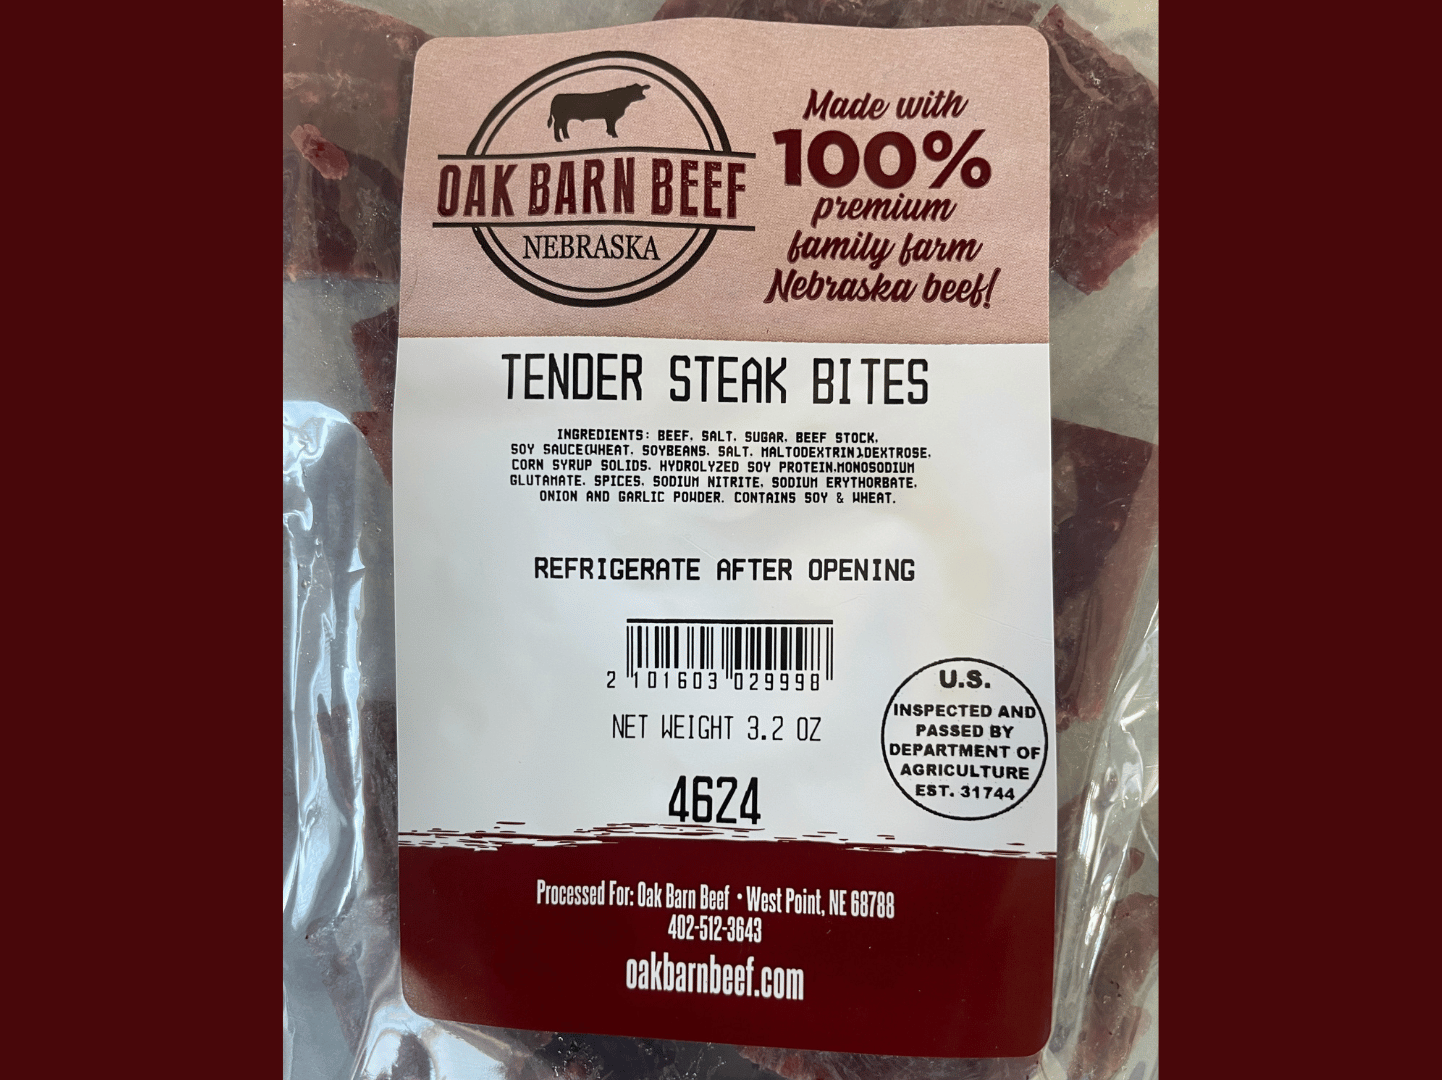 OAK BARN BEEF
NEBRASKA
Made with
100%
premium
family farm
Nebraska beef!
TENDER STEAK BITES
INGREDIENTS: BEEF, SALT, SUGAR, BEEF STOCK,
SOY SAUCE(WHEAT, SOYBEANS, SALT, MALTODEXTRIN),DEXTROSE,
CORN SYRUP SOLIDS, HYDROLYZED SOY PROTEIN,MONOSODIUM
GLUTAMATE, SPICES, SODIUM NITRITE, SODIUM ERYTHORBATE,
ONION AND GARLIC POWDER. CONTAINS SOY & WHEAT.
REFRIGERATE AFTER OPENING
2 101603 029998
NET WEIGHT 3.2 OZ
4624
U.S.
INSPECTED AND
PASSED BY
DEPARTMENT OF
AGRICULTURE
EST. 31744
Processed For: Oak Barn Beef • West Point, NE 68788
402-512-3643
oakbarnbeef.com